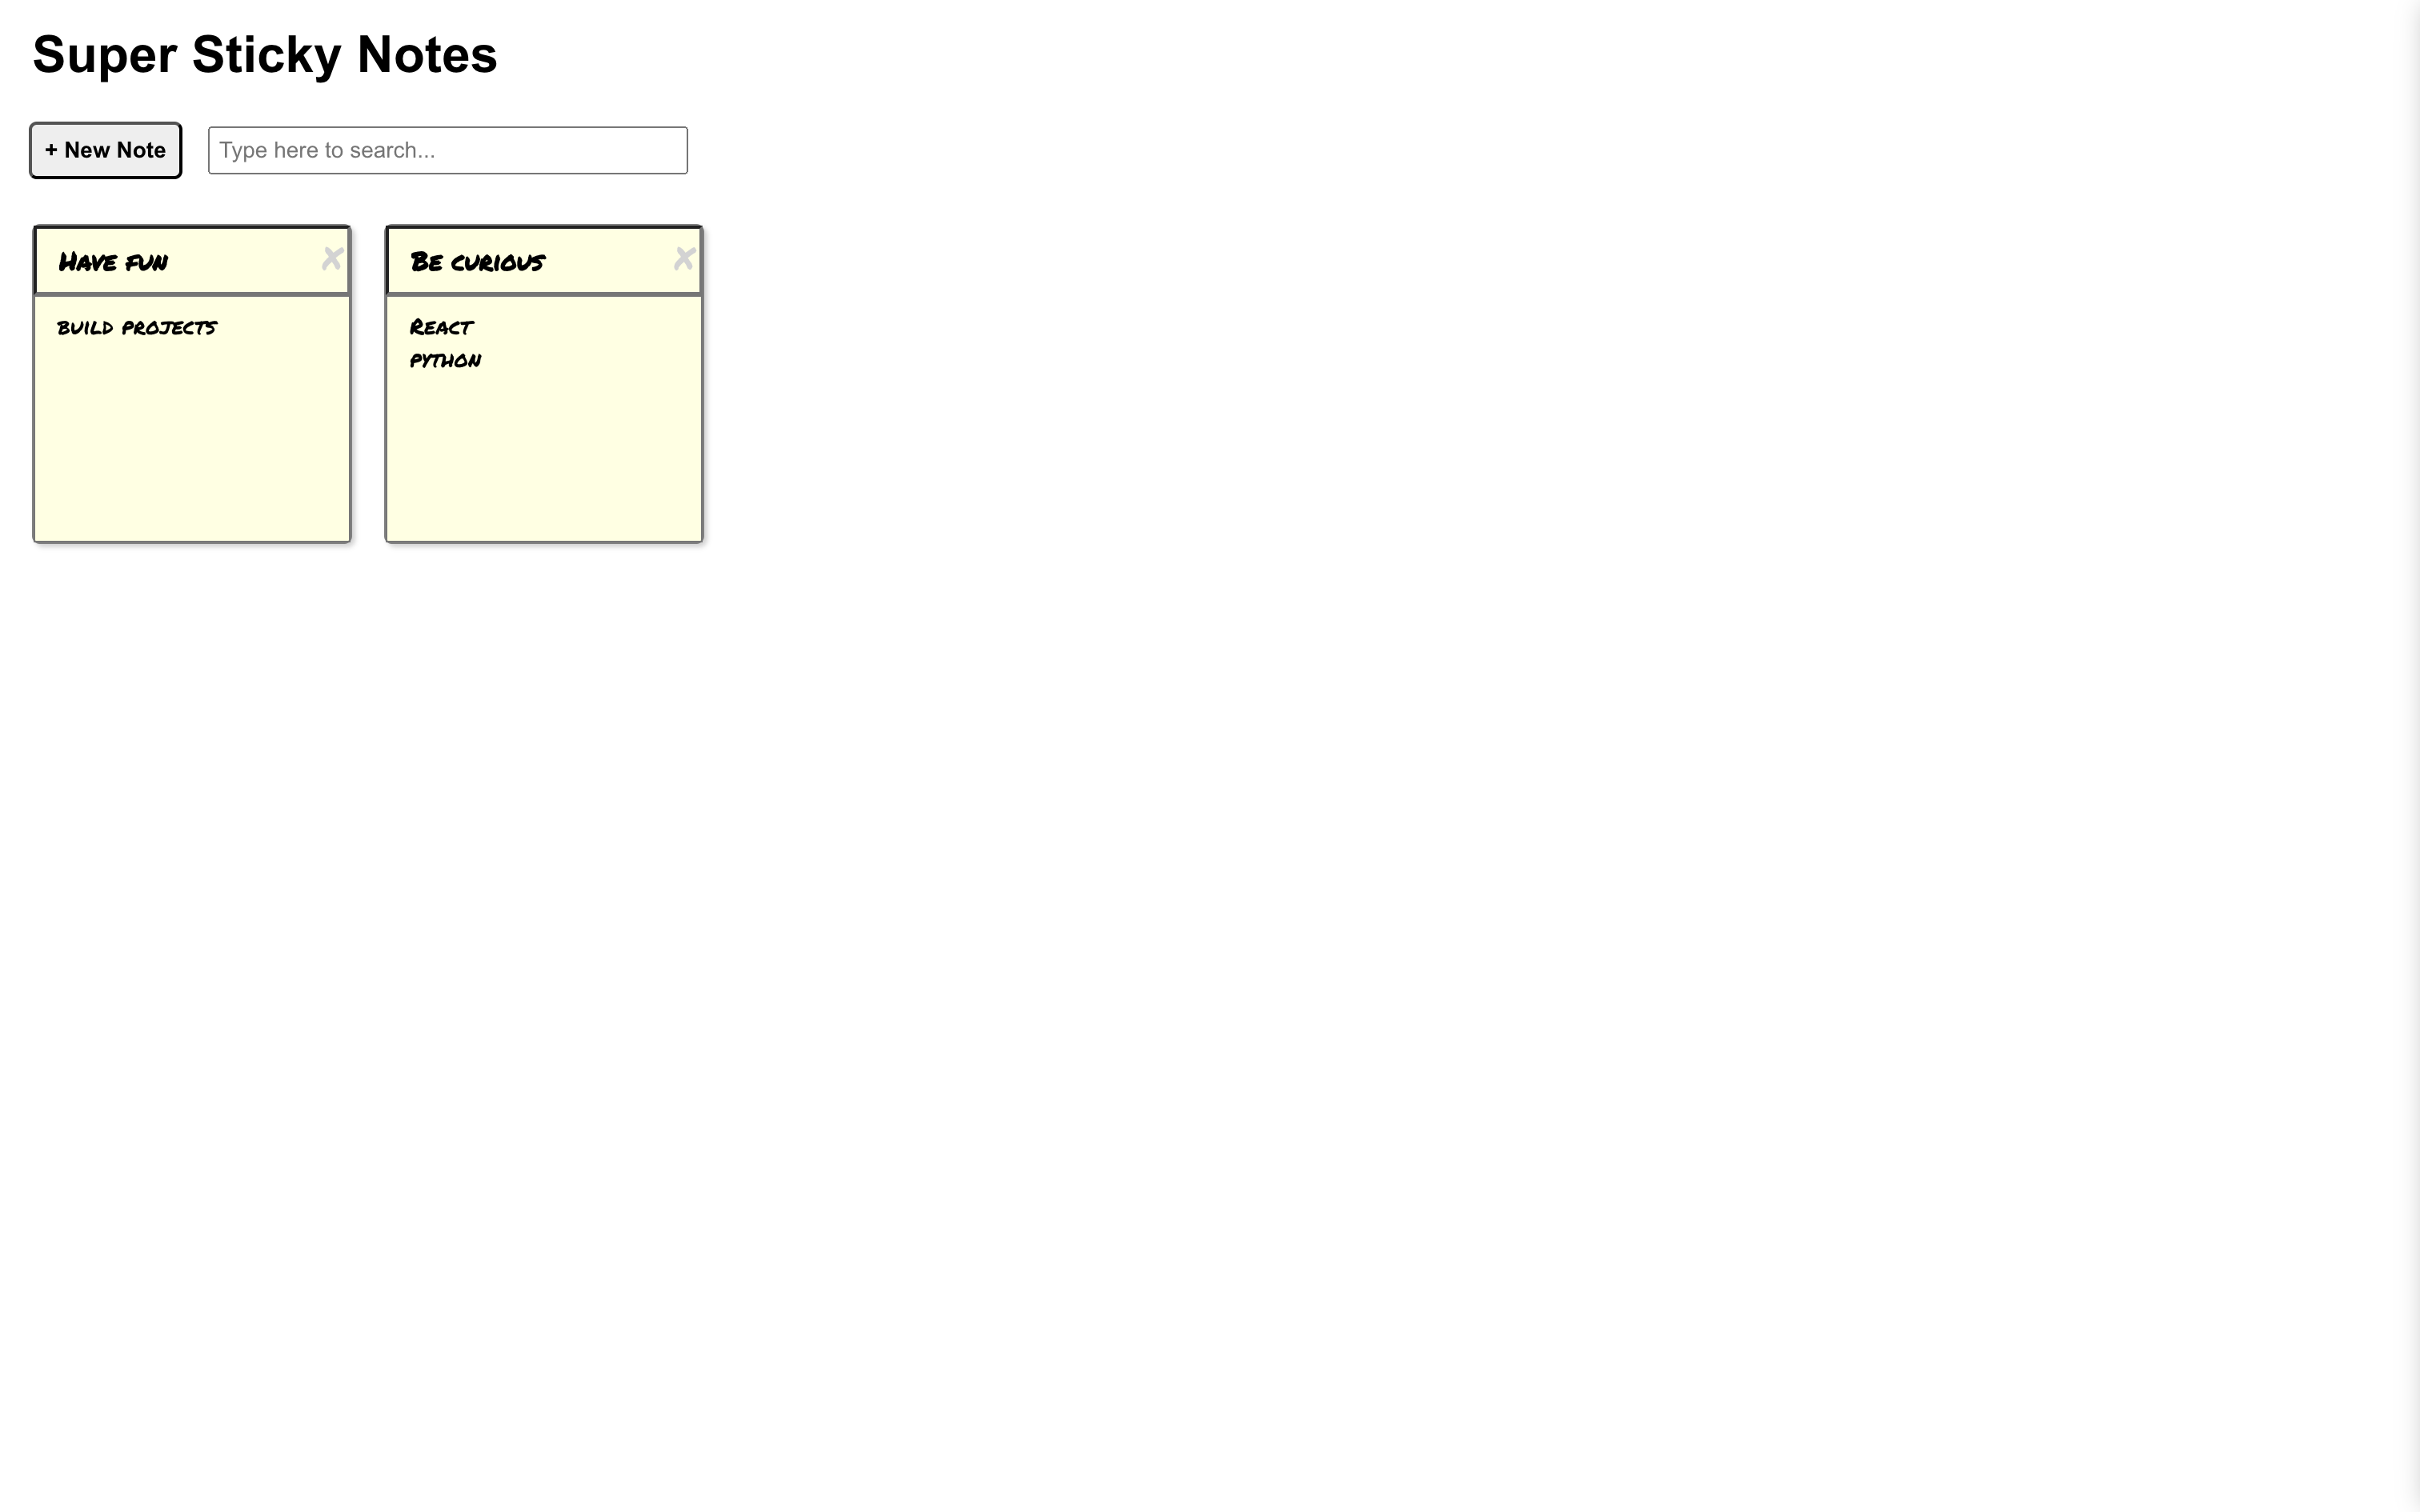 Super Sticky Notes
+ New Note
Type here to search...
Have fun
build projects
Be curious
React
python